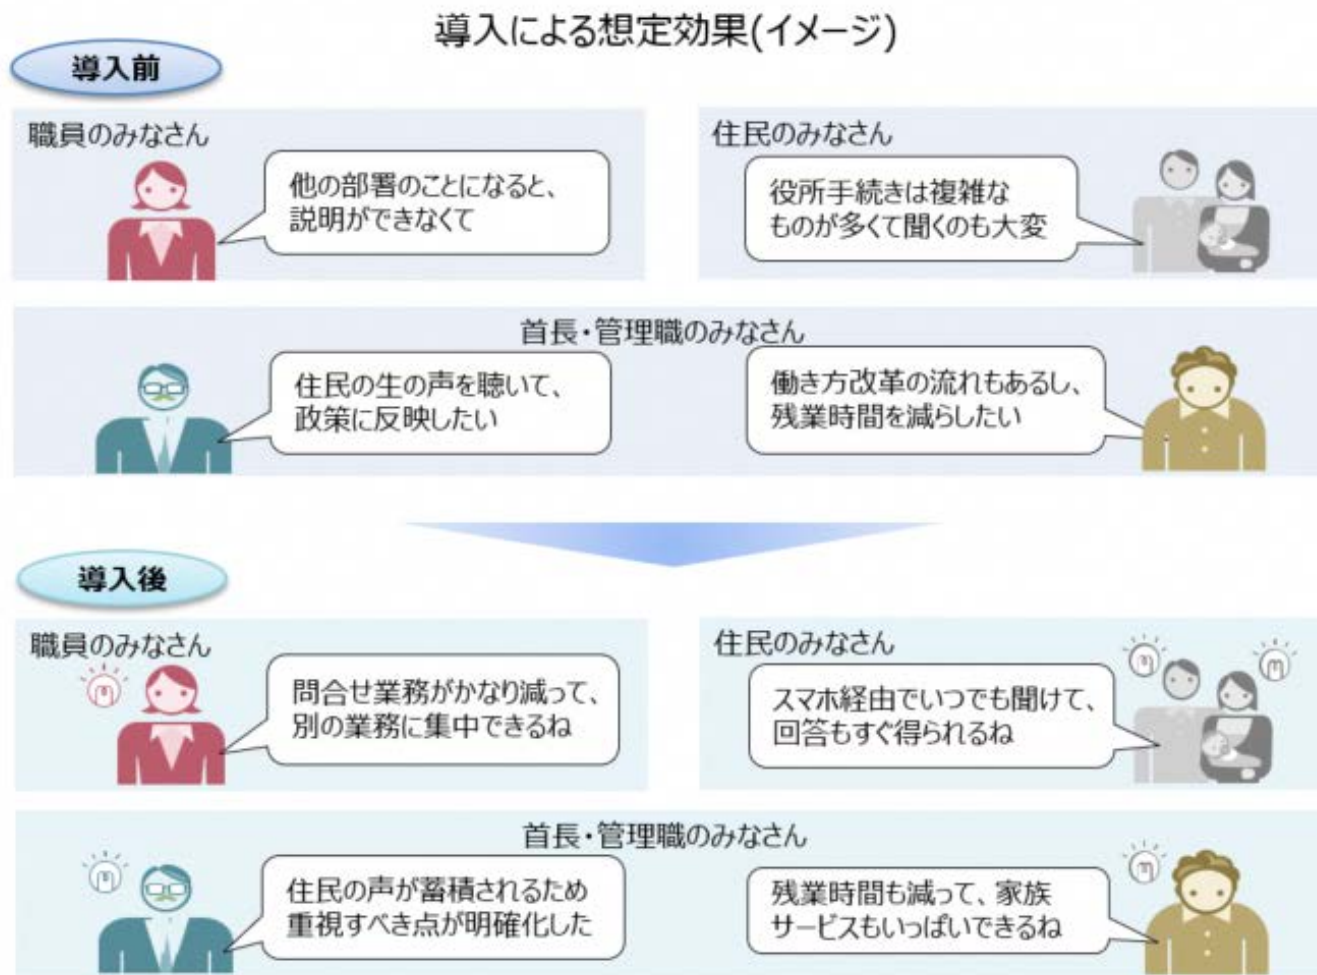 導入による想定効果(イメージ)
導入前
職員のみなさん
他の部署のことになると、
説明ができなくて
住民のみなさん
役所手続きは複雑な
ものが多くて聞くのも大変
首長・管理職のみなさん
住民の生の声を聴いて、
政策に反映したい
働き方改革の流れもあるし、
残業時間を減らしたい
導入後
職員のみなさん
問合せ業務がかなり減って、
別の業務に集中できるね
住民のみなさん
スマホ経由でいつでも聞けて、
回答もすぐ得られるね
首長・管理職のみなさん
住民の声が蓄積されるため
重視すべき点が明確化した
残業時間も減って、家族
サービスもいっぱいできるね